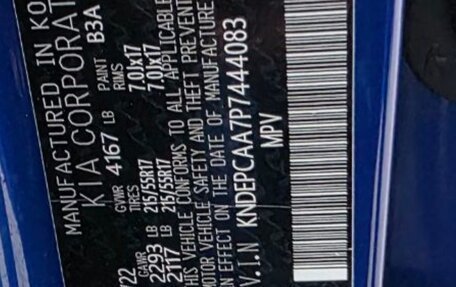 MANUFACTURED IN KO
KIA CORPORAT
GVWR 4167 LB PAINT B3A
TIRES RIMS
'22 GAWR 2293 LB 215/55R17 7.0Jx17
2117 LB 215/55R17 7.0Jx17
THIS VEHICLE CONFORMS TO ALL APPLICABLE
MOTOR VEHICLE SAFETY AND THEFT PREVENT
IN EFFECT ON THE DATE OF MANUFACTURE
V.I.N KNDEPCAA7P7444083
MPV